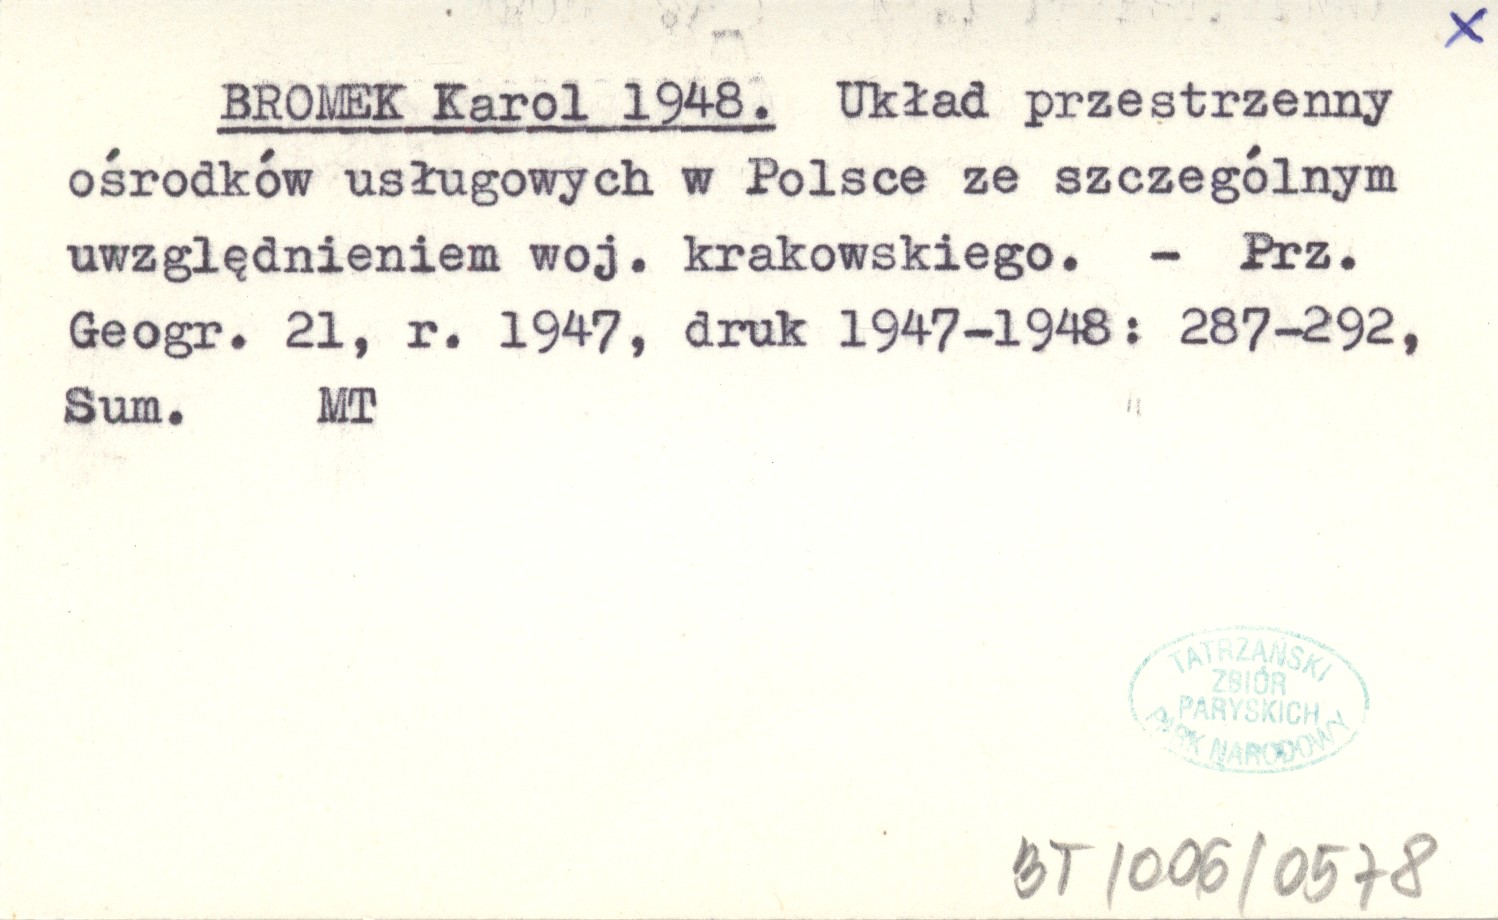 x
BROMEK Karol 1948. Układ przestrzenny
ośrodków usługowych w Polsce ze szczególnym
uwzględnieniem woj. krakowskiego. - Prz.
Geogr. 21, r. 1947, druk 1947-1948: 287-292,
Sum. MT
TATRZAŃSKI
ZBIÓR
PARYSKICH
PARK NARODOWY
BT/006/0578